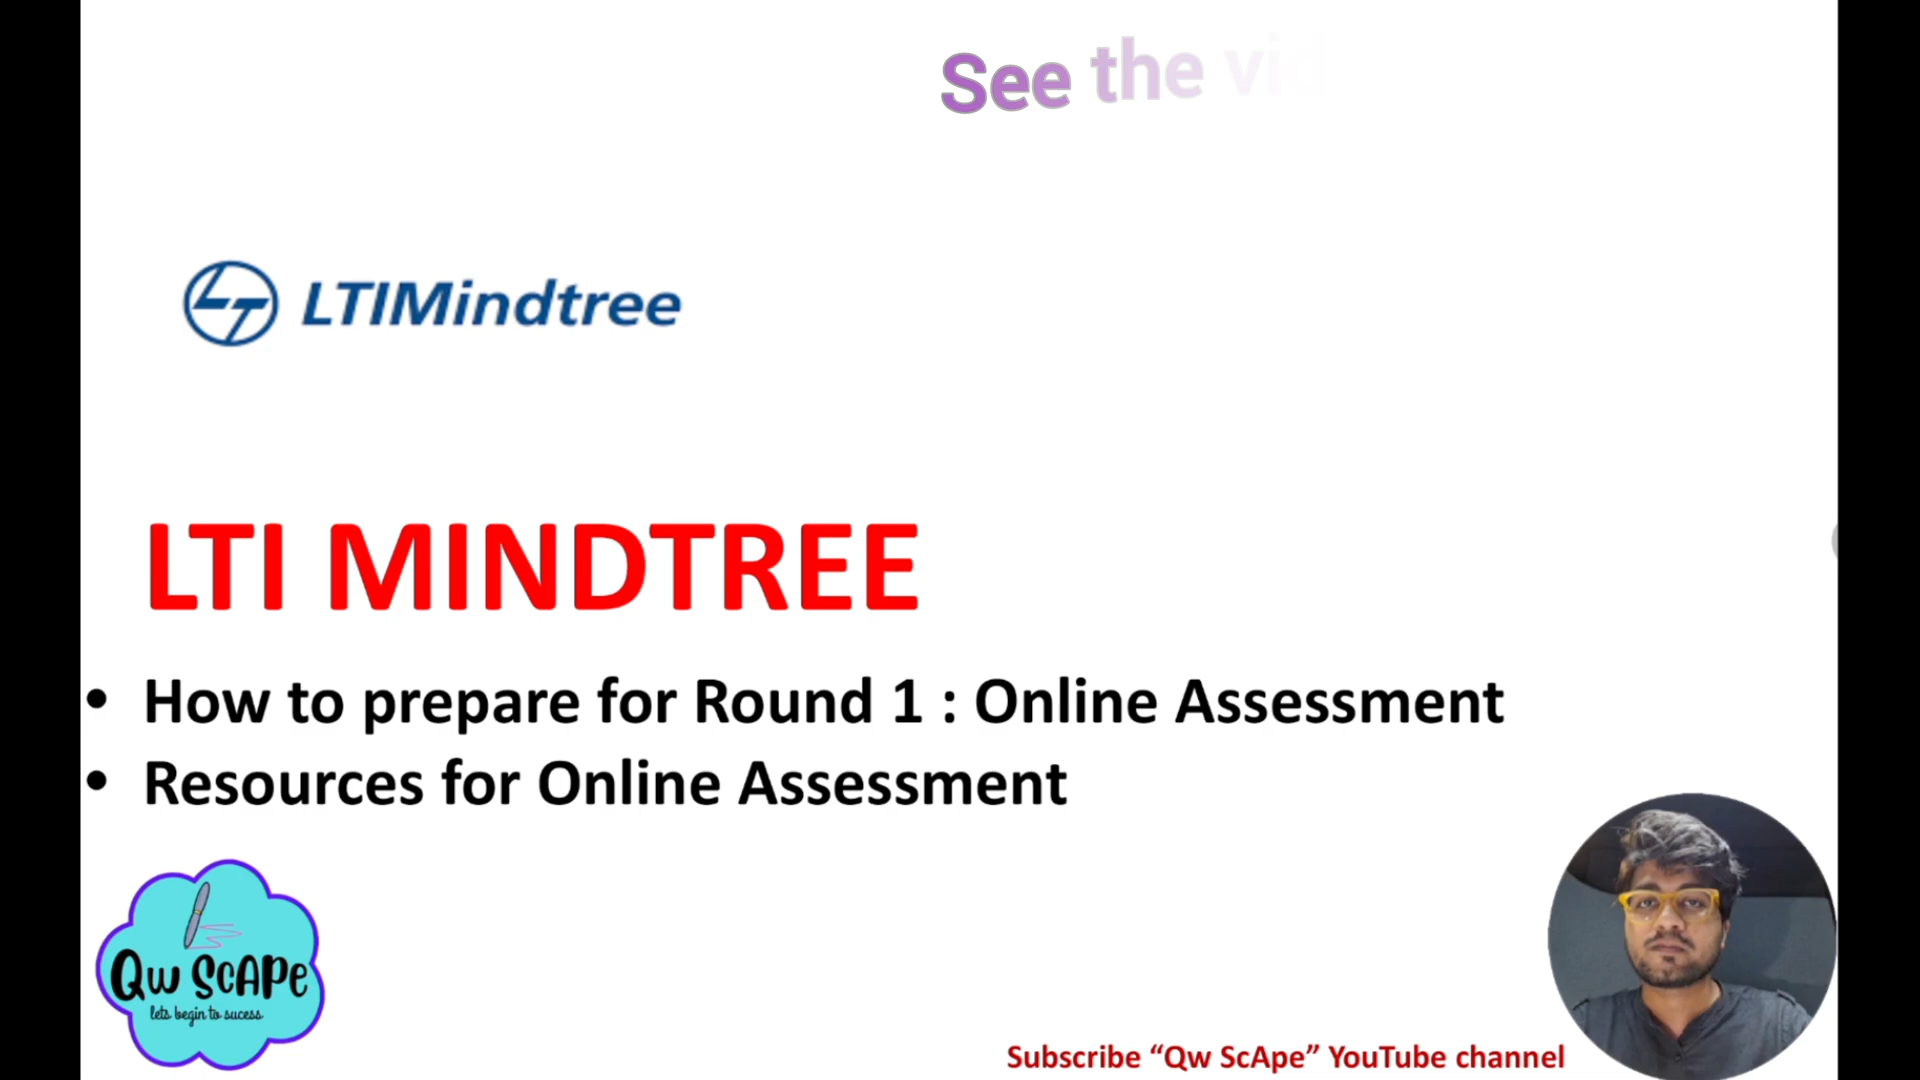 See the
LT LTIMindtree
LTI MINDTREE
• How to prepare for Round 1 : Online Assessment
• Resources for Online Assessment
Qw ScAPe
lets begin to sucess
Subscribe “Qw ScApe” YouTube channel